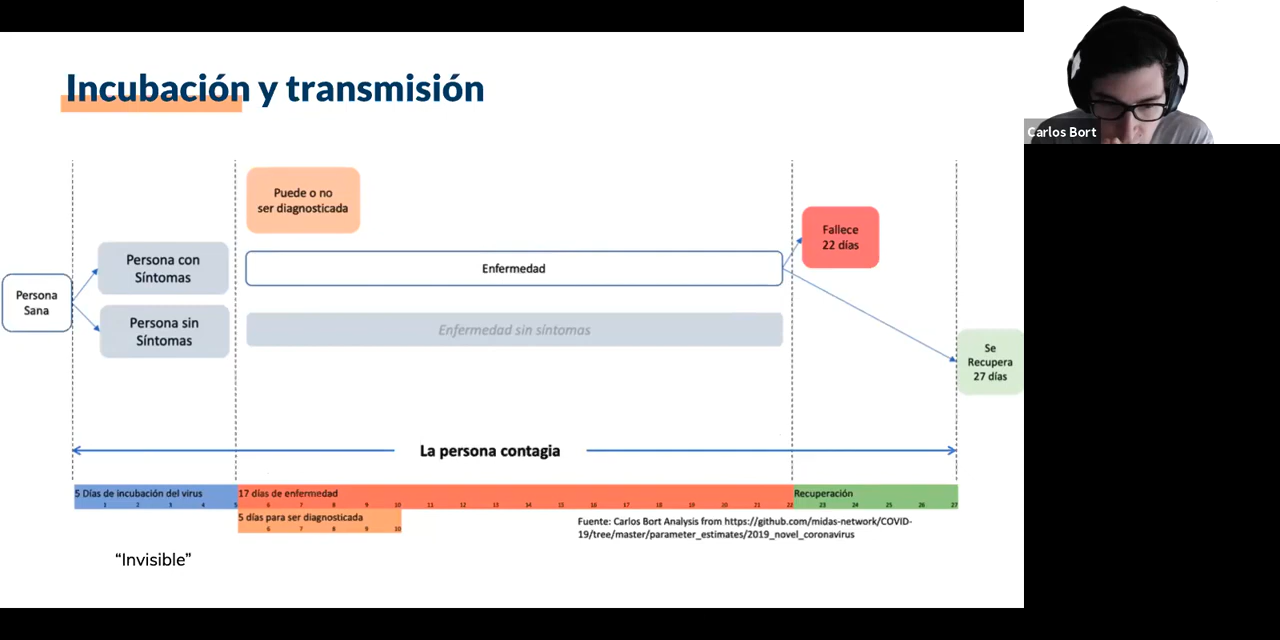 Incubación y transmisión
Carlos Bort
Puede o no
ser diagnosticada
Persona
Sana
Persona con
Síntomas
Persona sin
Síntomas
Enfermedad
Enfermedad sin síntomas
Fallece
22 días
Se
Recupera
27 días
La persona contagia
5 Días de incubación del virus
17 días de enfermedad
Recuperación
1 2 3 4 5 6 7 8 9 10 11 12 13 14 15 16 17 18 19 20 21 22 23 24 25 26 27
5 días para ser diagnosticada
6 7 8 9 10
Fuente: Carlos Bort Analysis from https://github.com/midas-network/COVID-
19/tree/master/parameter_estimates/2019_novel_coronavirus
“Invisible”